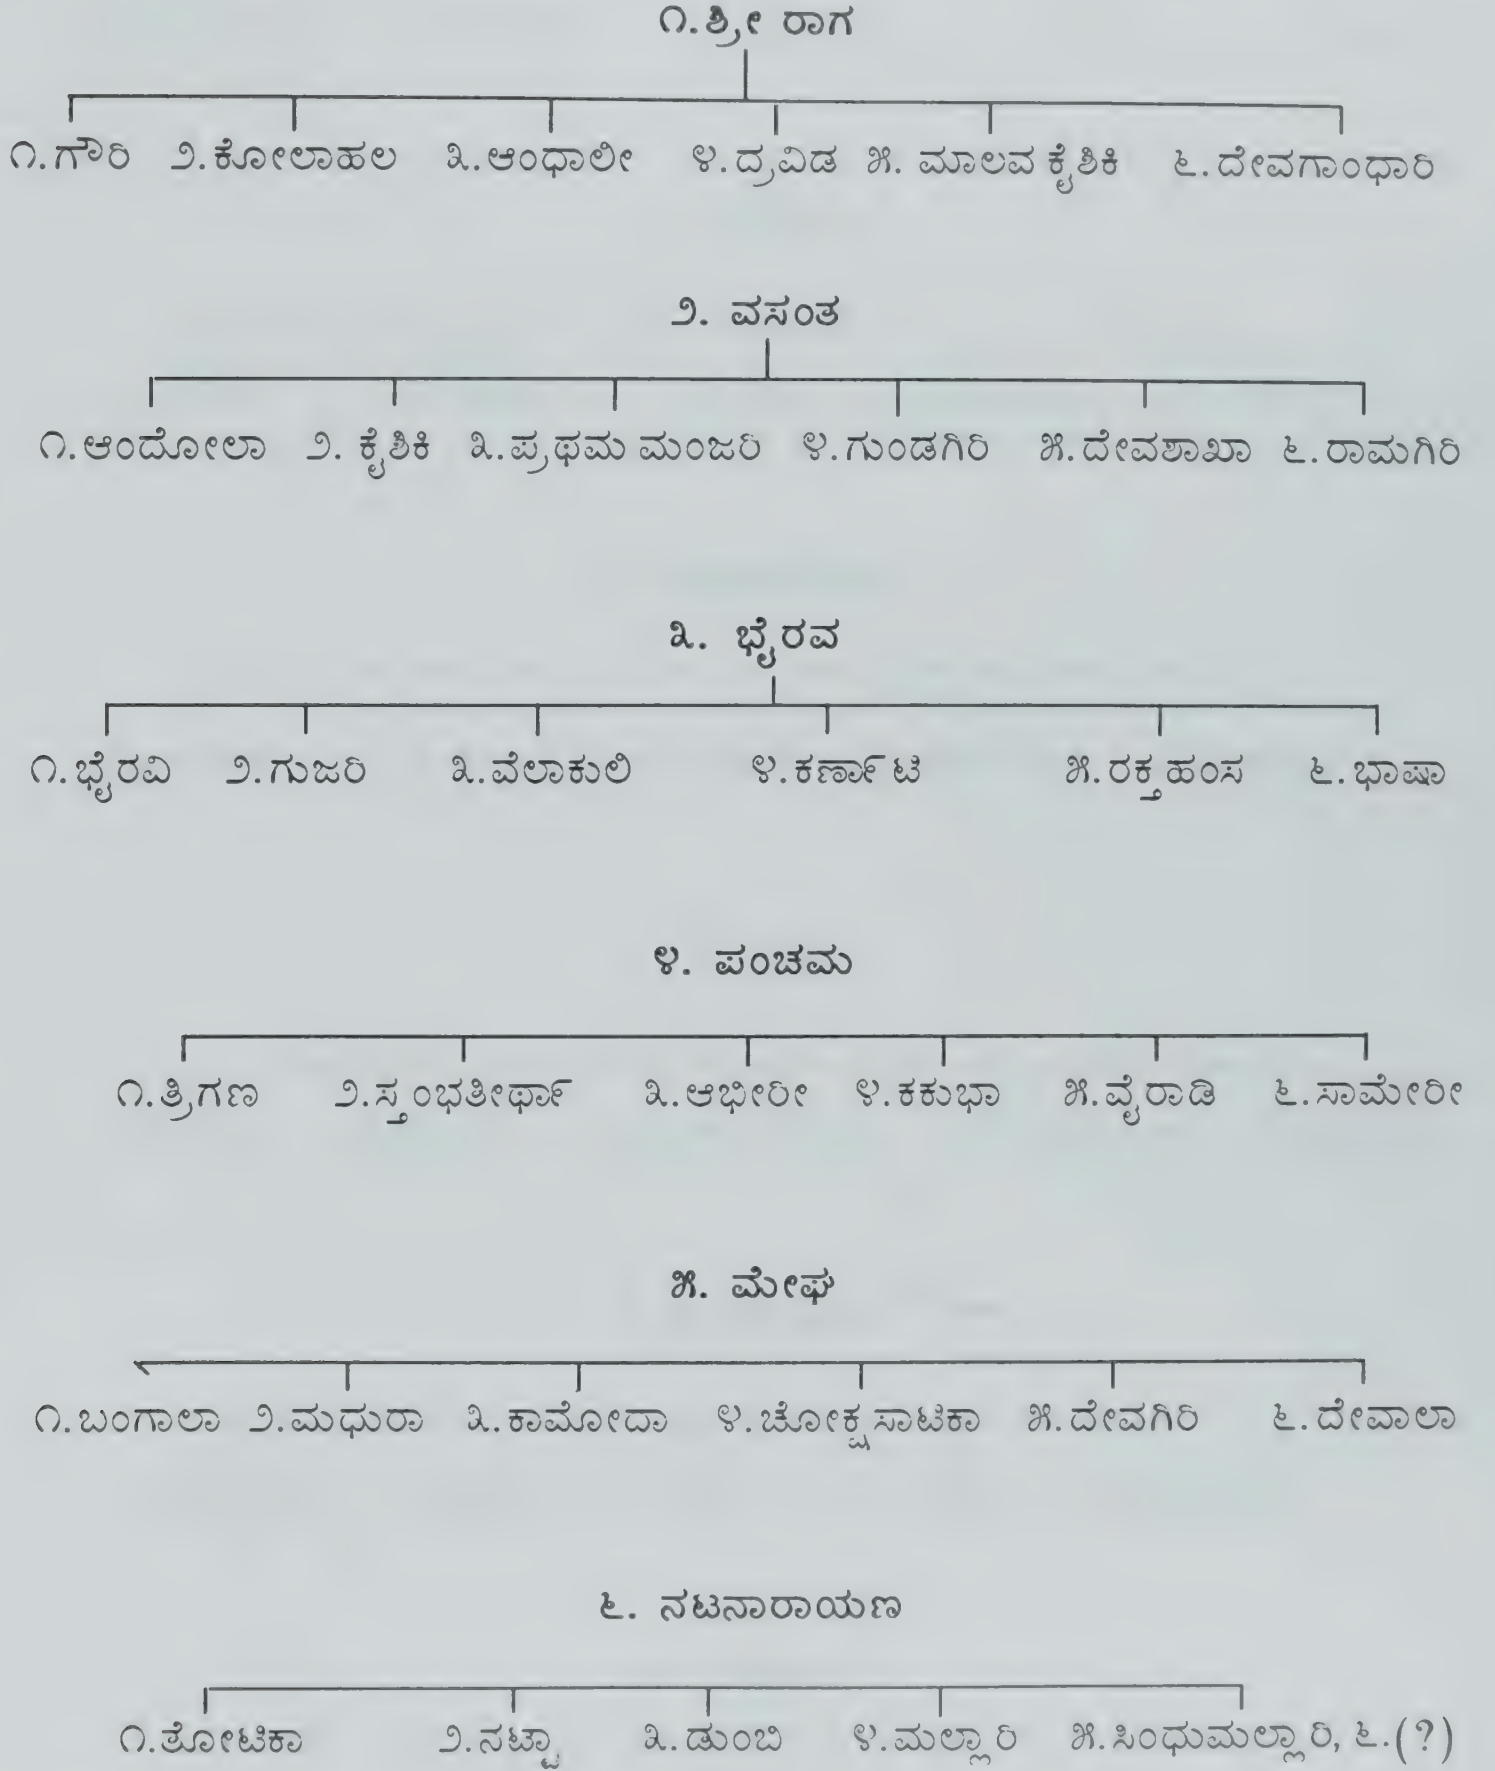 ೧.ಶ್ರೀ ರಾಗ
೧.ಗೌರಿ ೨.ಕೋಲಾಹಲ ೩.ಆಂಧಾಲೀ ೪.ದ್ರವಿಡ ೫. ಮಾಲವ ಕೈಶಿಕಿ ೬.ದೇವಗಾಂಧಾರಿ
೨. ವಸಂತ
೧.ಆಂದೋಲಾ ೨. ಕೈಶಿಕಿ ೩.ಪ್ರಥಮ ಮಂಜರಿ ೪.ಗುಂಡಗಿರಿ ೫.ದೇವಶಾಖಾ ೬.ರಾಮಗಿರಿ
೩. ಭೈರವ
೧.ಭೈರವಿ ೨.ಗುಜರಿ ೩.ವೆಲಾಕುಲಿ ೪.ಕರ್ಣಾಟ ೫.ರಕ್ತಹಂಸ ೬.ಭಾಷಾ
೪. ಪಂಚಮ
೧.ತ್ರಿಗಣ ೨.ಸ್ತಂಭತೀರ್ಥಾ ೩.ಆಭೀರೀ ೪.ಕಕುಭಾ ೫.ವೈರಾಡಿ ೬.ಸಾಮೇರೀ
೫. ಮೇಘ
೧.ಬಂಗಾಲಾ ೨.ಮಧುರಾ ೩.ಕಾಮೋದಾ ೪.ಚೋಕ್ಷಸಾಟಿಕಾ ೫.ದೇವಗಿರಿ ೬.ದೇವಾಲಾ
೬. ನಟನಾರಾಯಣ
೧.ತೋಟಿಕಾ ೨.ನಟ್ಟಾ ೩.ಡುಂಬಿ ೪.ಮಲ್ಲಾರಿ ೫.ಸಿಂಧುಮಲ್ಲಾರಿ, ೬.(?)